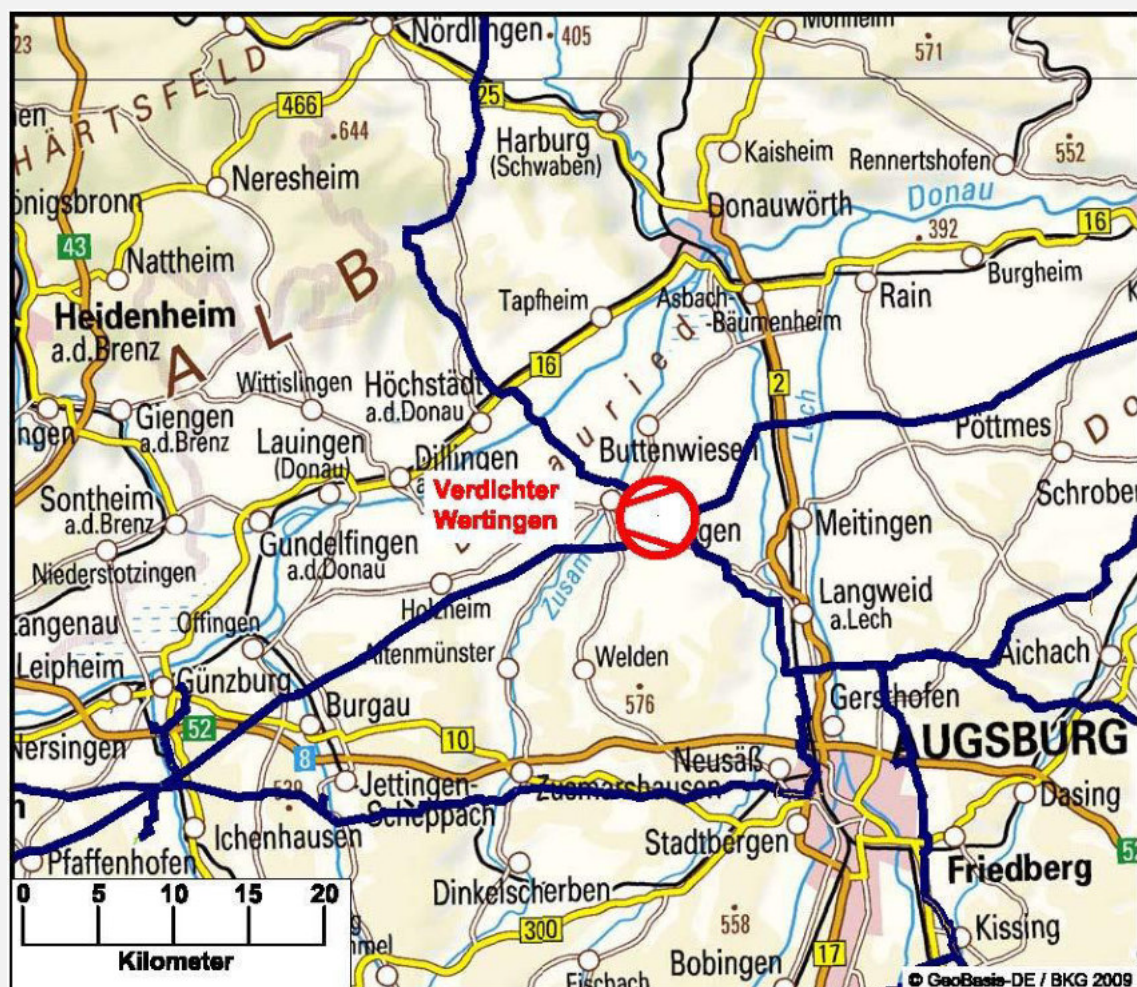 Nördlingen
405
571
HÄRTSFELD
466
25
644
Harburg
(Schwaben)
Kaisheim
Rennertshofen
552
Neresheim
Donau
Donauwörth
16
43
392
Nattheim
Burgheim
Tapfheim
Asbach-
-Bäumenheim
Rain
Heidenheim
a.d.Brenz
ALB
16
2
Lech
Wittislingen
Höchstädt
a.d.Donau
Giengen
a.d.Brenz
Pöttmes
Lauingen
(Donau)
Dillingen
Buttenwiesen
Verdichter
Wertingen
Sontheim
a.d.Brenz
Meitingen
gen
Gundelfingen
a.d.Donau
Niederstotzingen
Zusam
Holzheim
Langweid
a.Lech
Offingen
Altenmünster
Welden
Aichach
Leipheim
Günzburg
576
Gersthofen
Burgau
52
10
Nersingen
8
AUGSBURG
Neusäß
Jettingen-
Scheppach
Zusmarshausen
Dasing
Ichenhausen
Stadtbergen
Pfaffenhofen
Friedberg
Dinkelscherben
0 5 10 15 20
Kilometer
300
558
Kissing
17
Bobingen
Fischach
© GeoBasis-DE / BKG 2009